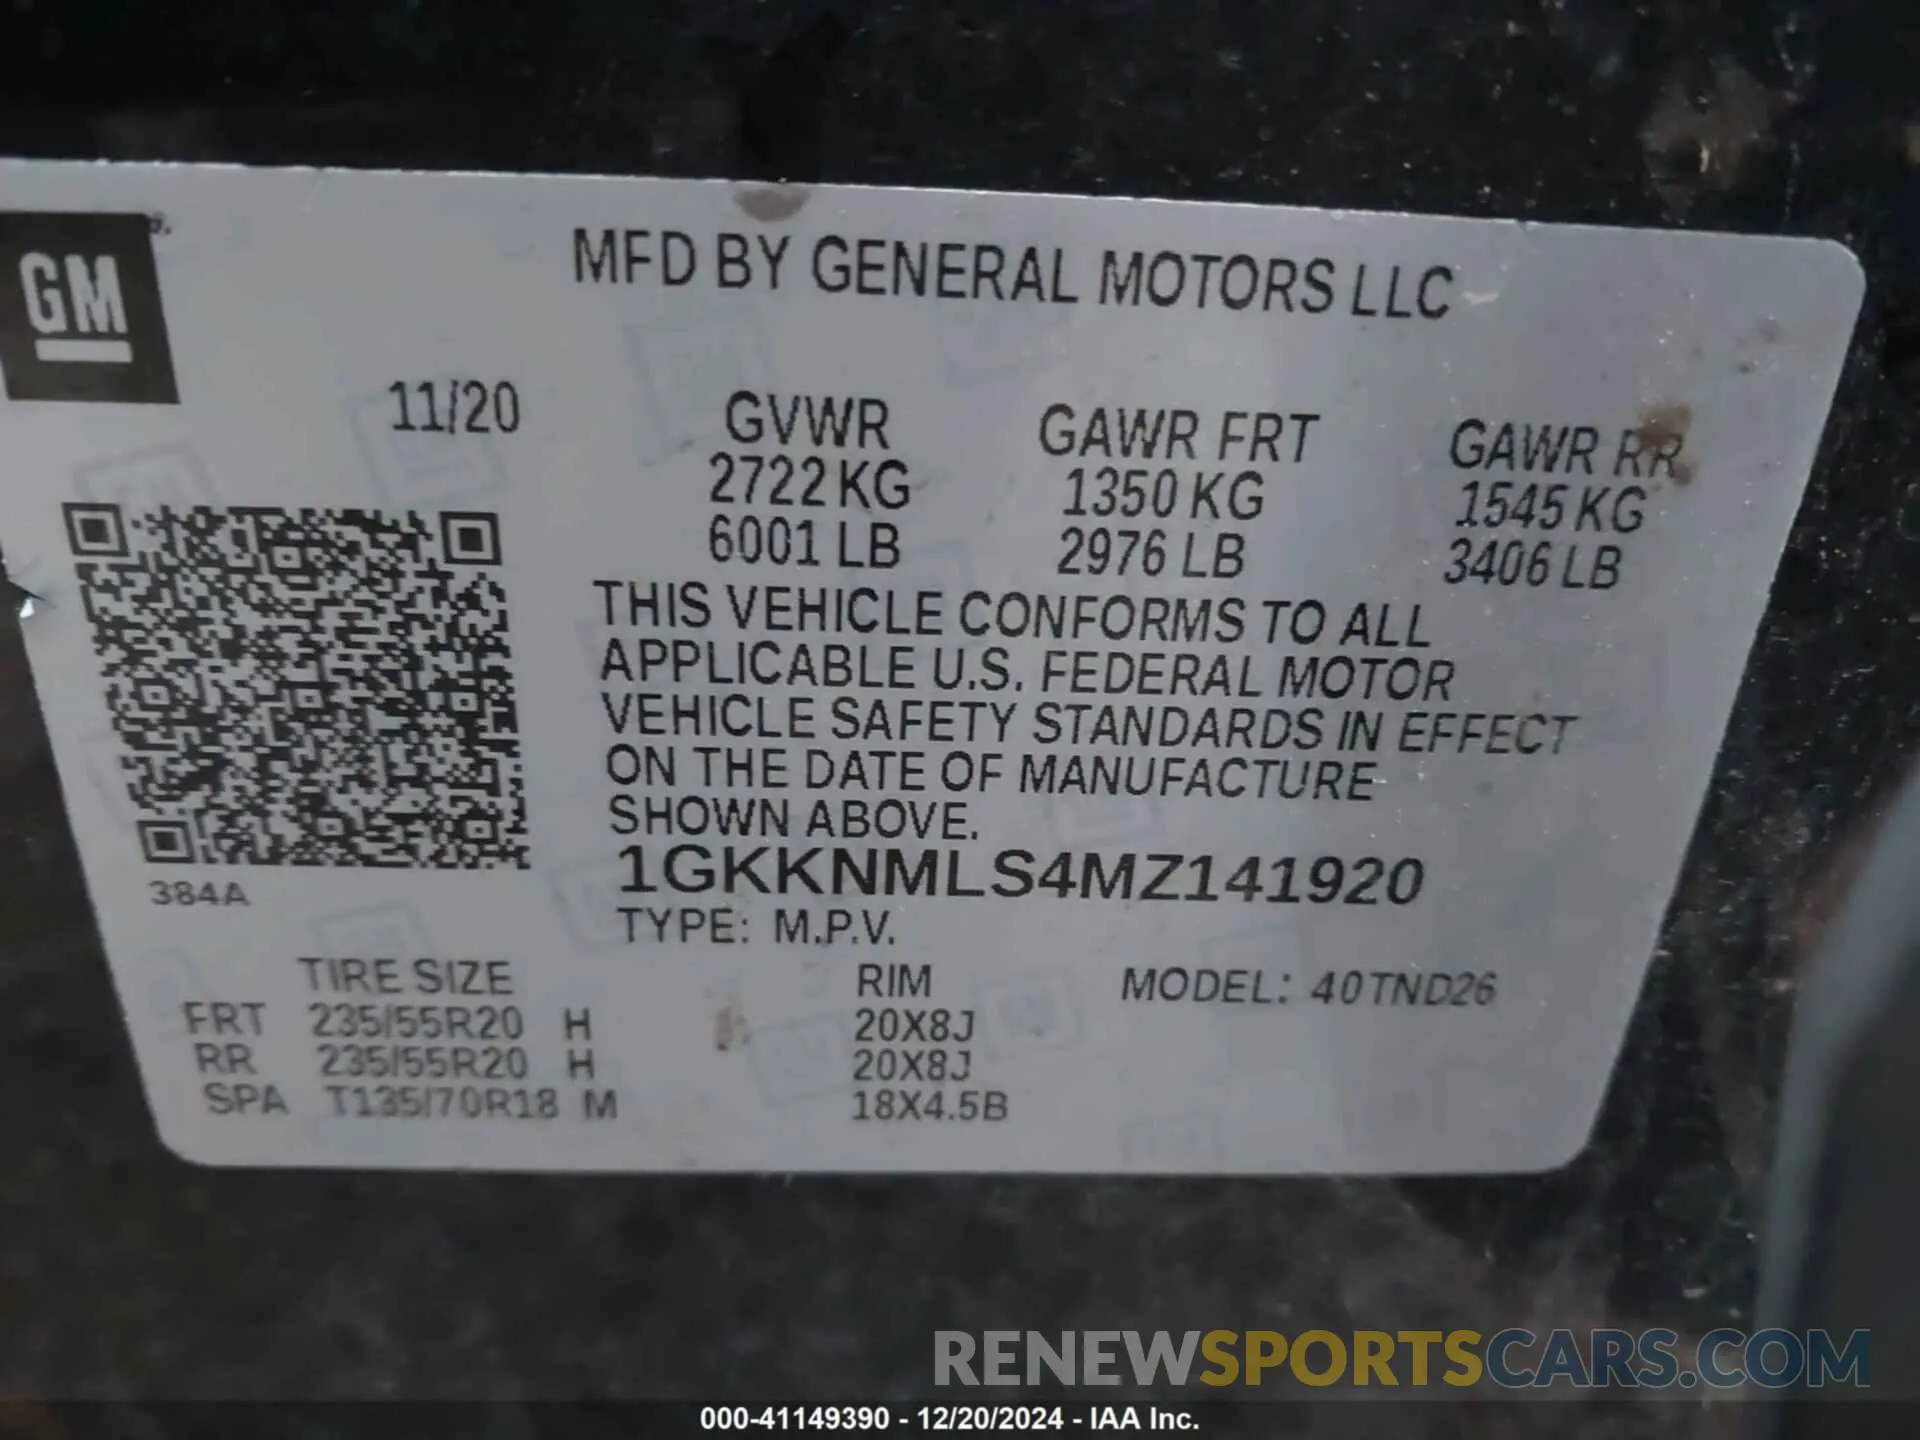 GM
MFD BY GENERAL MOTORS LLC
11/20
GVWR GAWR FRT GAWR RR
2722 KG 1350 KG 1545 KG
6001 LB 2976 LB 3406 LB
THIS VEHICLE CONFORMS TO ALL
APPLICABLE U.S. FEDERAL MOTOR
VEHICLE SAFETY STANDARDS IN EFFECT
ON THE DATE OF MANUFACTURE
SHOWN ABOVE.
1GKKNMLS4MZ141920
384A
TYPE: M.P.V.
TIRE SIZE RIM MODEL: 40TND26
FRT 235/55R20 H 20X8J
RR 235/55R20 H 20X8J
SPA T135/70R18 M 18X4.5B
RENEWSPORTSCARS.COM
000-41149390 - 12/20/2024 - IAA Inc.